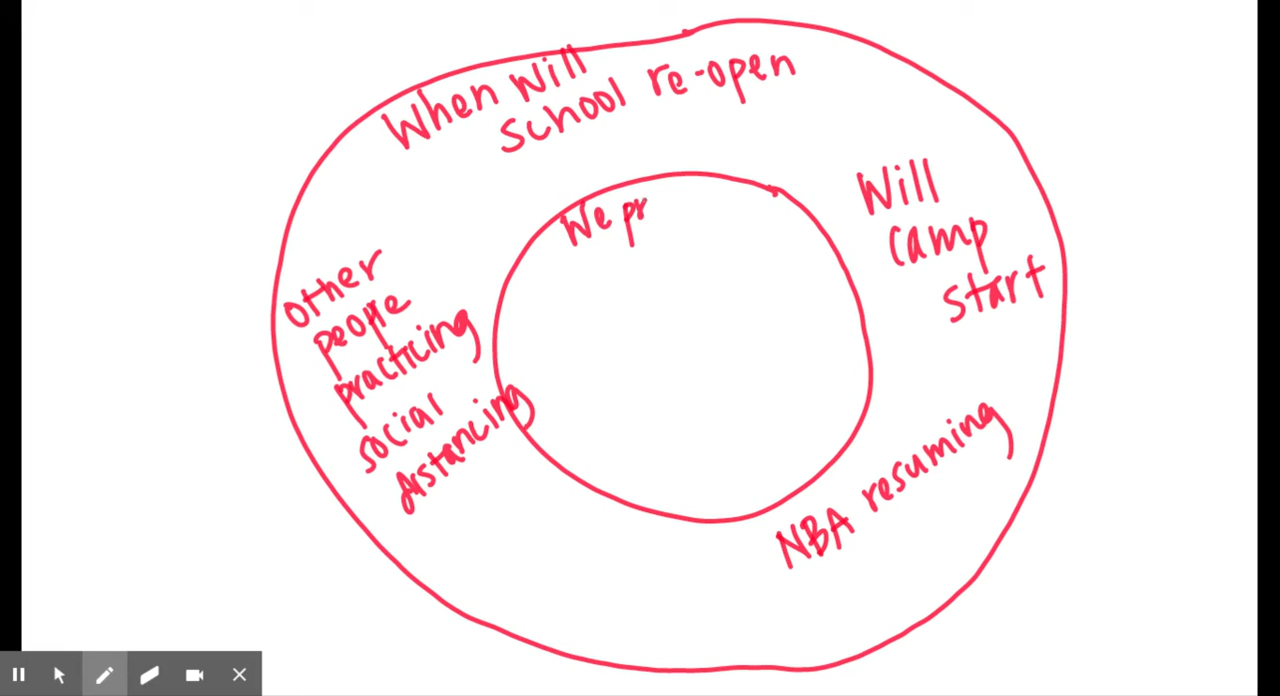 When Will
school re-open
Will
camp
start
We pr
other
people
practicing
social
distancing
NBA resuming